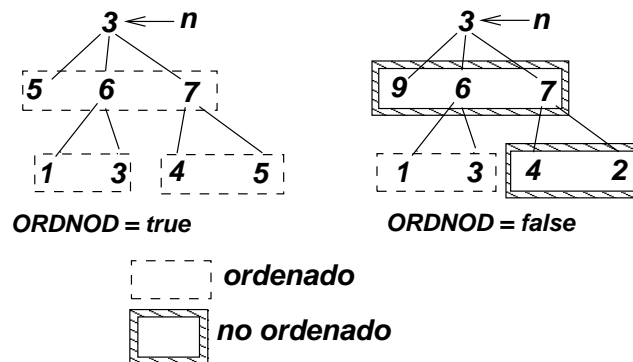 3 n 3 n
5 6 7 9 6 7
1 3 4 5 1 3 4 2
ORDNOD = true ORDNOD = false
ordenado
no ordenado